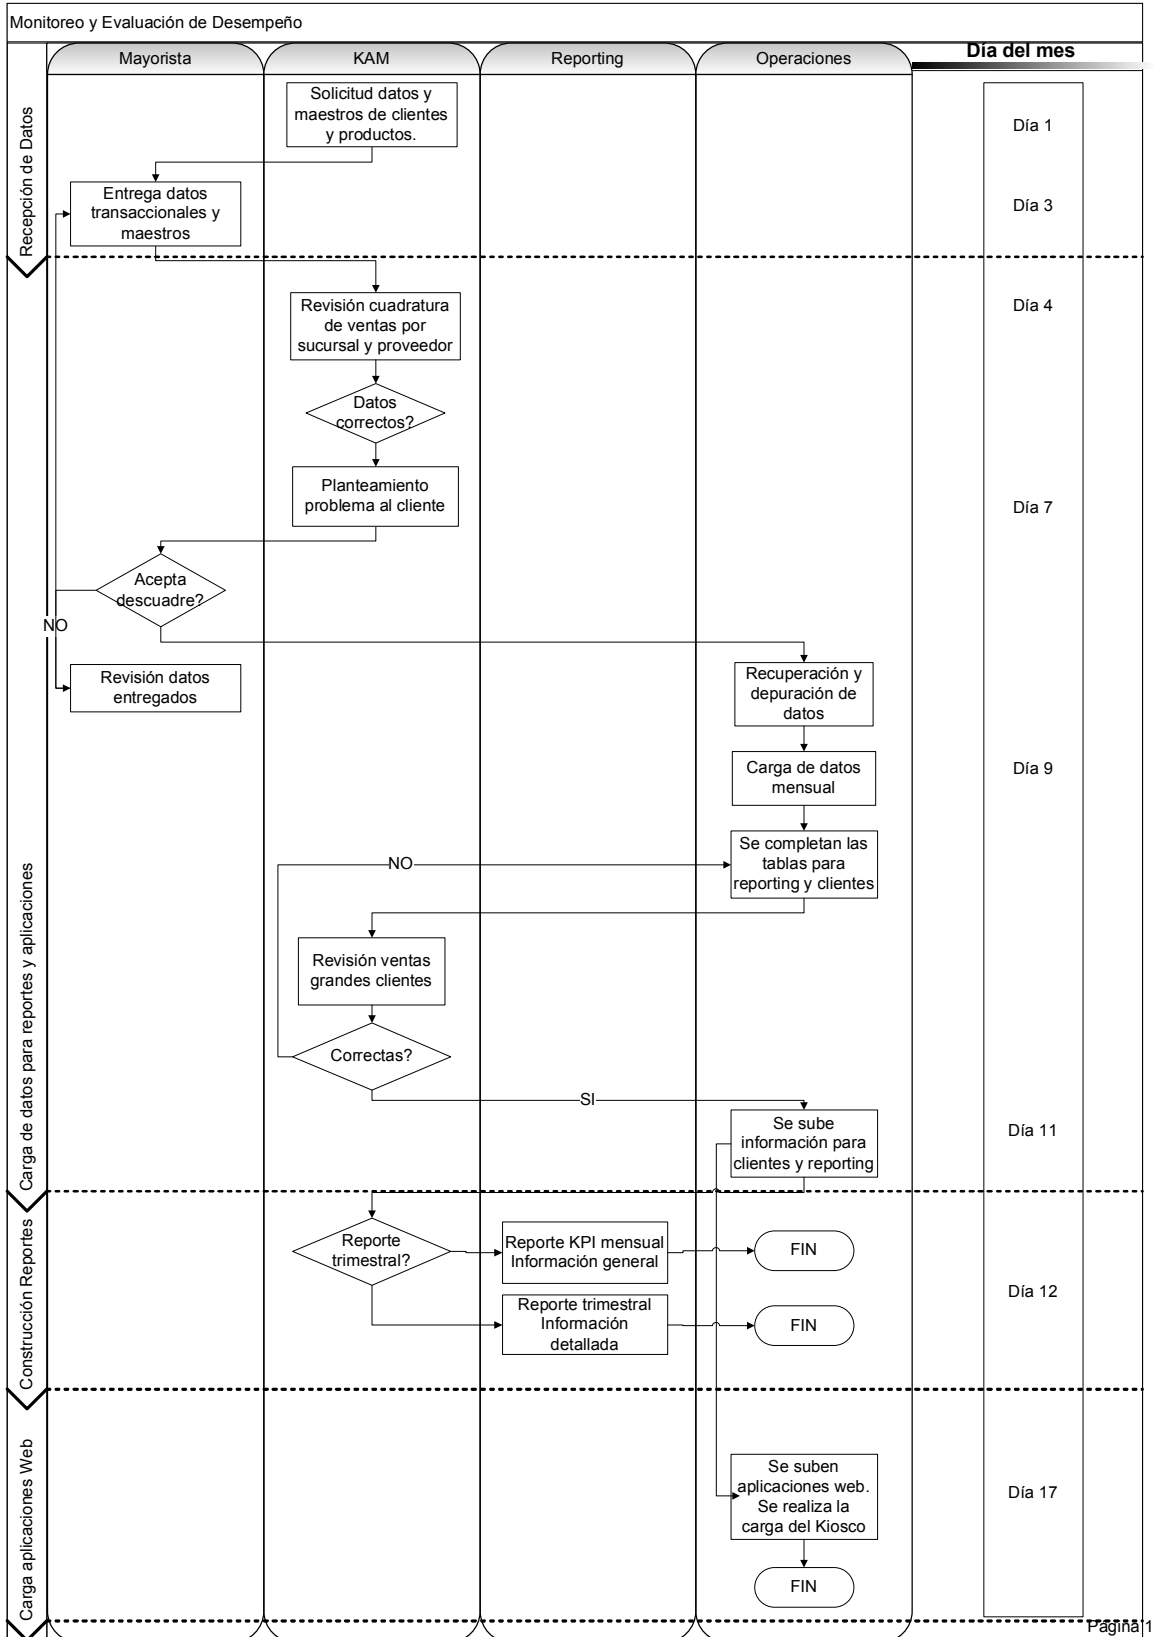 Monitoreo y Evaluación de Desempeño
Mayorista
KAM
Reporting
Operaciones
Día del mes
Recepción de Datos
Solicitud datos y
maestros de clientes
y productos.
Día 1
Entrega datos
transaccionales y
maestros
Día 3
Carga de datos para reportes y aplicaciones
Revisión cuadratura
de ventas por
sucursal y proveedor
Día 4
Datos
correctos?
Planteamiento
problema al cliente
Día 7
Acepta
descuadre?
NO
Revisión datos
entregados
Recuperación y
depuración de
datos
Carga de datos
mensual
Día 9
Se completan las
tablas para
reporting y clientes
NO
Revisión ventas
grandes clientes
Correctas?
SI
Se sube
información para
clientes y reporting
Día 11
Construcción Reportes
Reporte
trimestral?
Reporte KPI mensual
Información general
FIN
Día 12
Reporte trimestral
Información
detallada
FIN
Carga aplicaciones Web
Se suben
aplicaciones web.
Se realiza la
carga del Kiosco
Día 17
FIN
Página 1